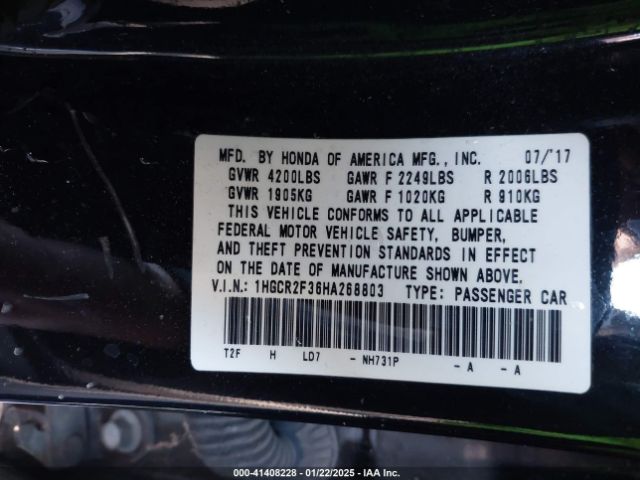 MFD. BY HONDA OF AMERICA MFG., INC. 07/'17
GVWR 4200LBS GAWR F 2249LBS R 2006LBS
GVWR 1905KG GAWR F 1020KG R 910KG
THIS VEHICLE CONFORMS TO ALL APPLICABLE
FEDERAL MOTOR VEHICLE SAFETY, BUMPER,
AND THEFT PREVENTION STANDARDS IN EFFECT
ON THE DATE OF MANUFACTURE SHOWN ABOVE.
V.I.N.: 1HGCR2F36HA268803 TYPE: PASSENGER CAR
T2F H LD7 - NH731P - A - A
000-41408228 - 01/22/2025 - IAA Inc.